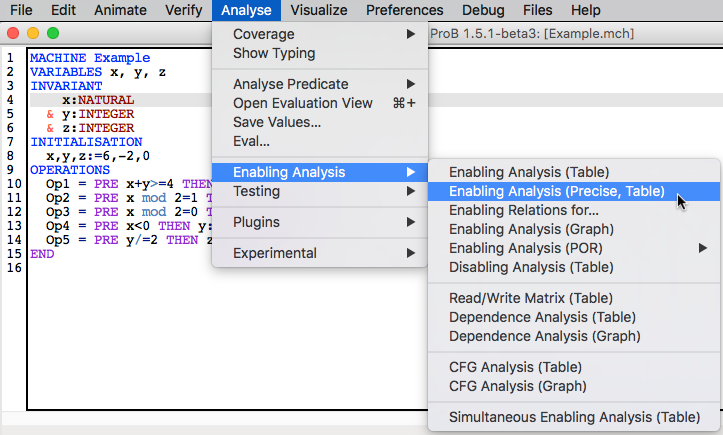 File Edit Animate Verify Analyse Visualize Preferences Debug Files Help
ProB 1.5.1-beta3: [Example.mch]
1 MACHINE Example
2 VARIABLES x, y, z
3 INVARIANT
4 x:NATURAL
5 & y:INTEGER
6 & z:INTEGER
7 INITIALISATION
8 x,y,z:=6,-2,0
9 OPERATIONS
10 Op1 = PRE x+y>=4 THEN
11 Op2 = PRE x mod 2=1 T
12 Op3 = PRE x mod 2=0 T
13 Op4 = PRE x<0 THEN y:
14 Op5 = PRE y/=2 THEN z
15 END
16
Coverage
Show Typing
Analyse Predicate
Open Evaluation View ⌘+
Save Values...
Eval...
Enabling Analysis
Testing
Plugins
Experimental
Enabling Analysis (Table)
Enabling Analysis (Precise, Table)
Enabling Relations for...
Enabling Analysis (Graph)
Enabling Analysis (POR)
Disabling Analysis (Table)
Read/Write Matrix (Table)
Dependence Analysis (Table)
Dependence Analysis (Graph)
CFG Analysis (Table)
CFG Analysis (Graph)
Simultaneous Enabling Analysis (Table)